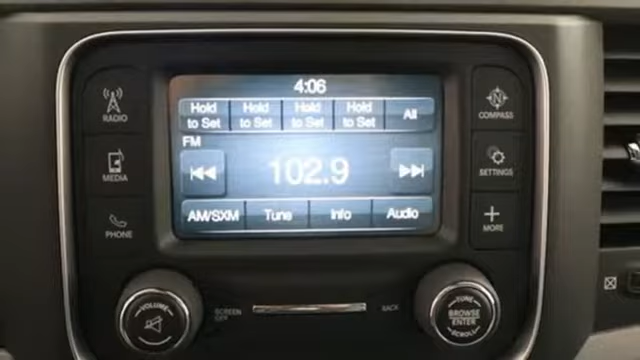 4:06
Hold to Set Hold to Set Hold to Set Hold to Set All
FM
102.9
AM/SXM Tune Info Audio
RADIO
MEDIA
PHONE
N
COMPASS
SETTINGS
MORE
VOLUME
SCREEN OFF
BACK
TUNE
BROWSE
ENTER
SCROLL